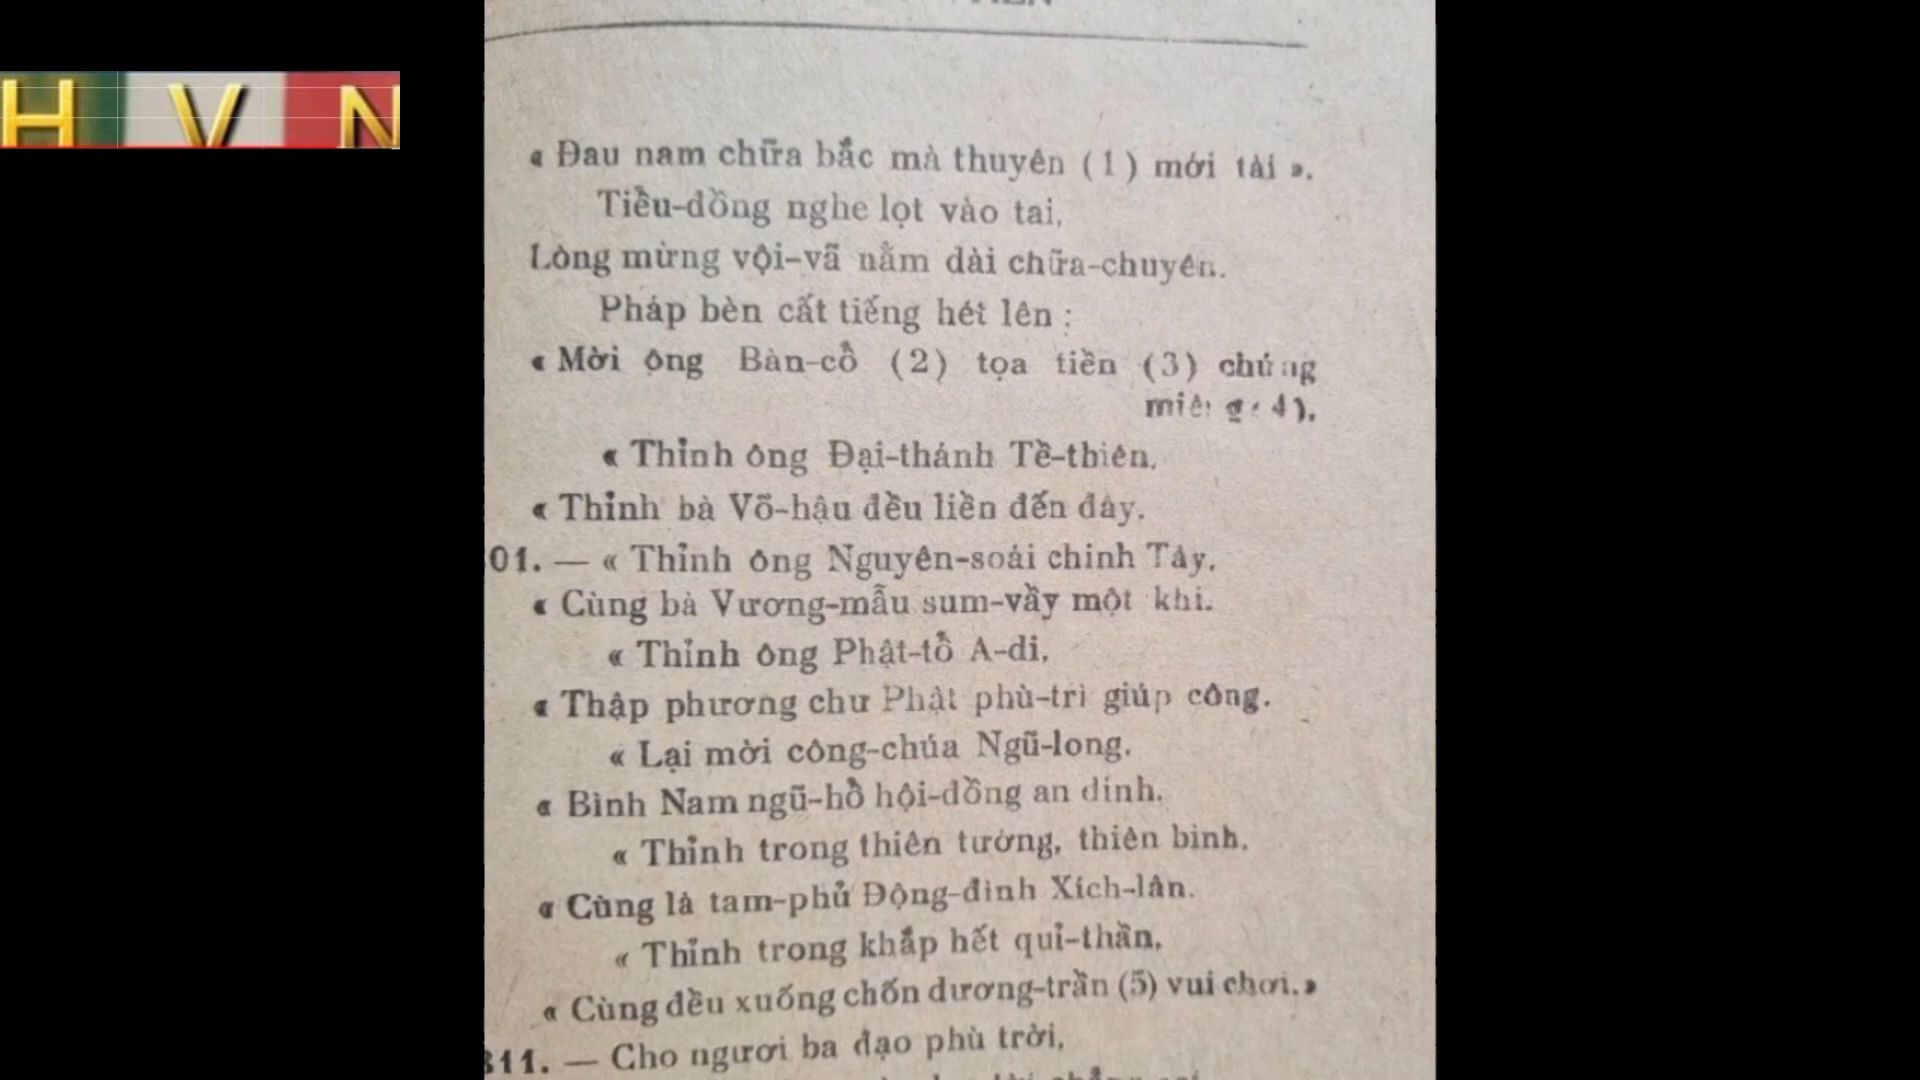 H V N
« Đau nam chữa bắc mà thuyên (1) mới tài ».
Tiều-đồng nghe lọt vào tai,
Lòng mừng vội-vã nằm dài chữa-chuyên.
Pháp bèn cất tiếng hét lên :
« Mời ông Bàn-cổ (2) tọa tiền (3) chứng
miêng (4).
« Thỉnh ông Đại-thánh Tề-thiên,
« Thỉnh bà Võ-hậu đều liền đến đây.
01. — « Thỉnh ông Nguyên-soái chinh Tây,
« Cùng bà Vương-mẫu sum-vầy một khi.
« Thỉnh ông Phật-tổ A-di,
« Thập phương chư Phật phù-trì giúp công.
« Lại mời công-chúa Ngũ-long,
« Bình Nam ngũ-hổ hội-đồng an dinh.
« Thỉnh trong thiên tướng, thiên binh,
« Cùng là tam-phủ Động-đình Xích-lân.
« Thỉnh trong khắp hết quỉ-thần,
« Cùng đều xuống chốn dương-trần (5) vui chơi.»
311. — Cho ngươi ba đạo phù trời,